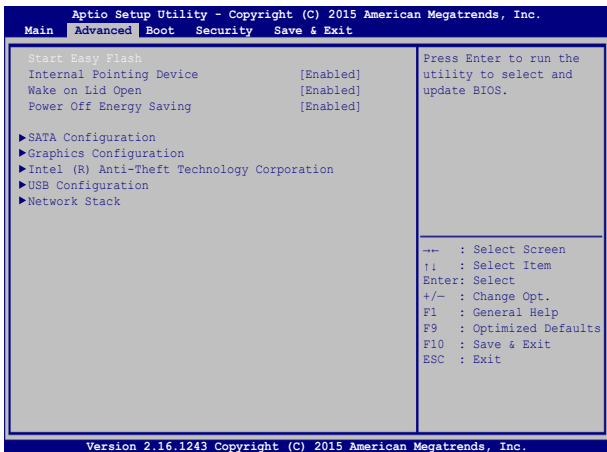 Aptio Setup Utility - Copyright (C) 2015 American Megatrends, Inc.
Main Advanced Boot Security Save & Exit
Start Easy Flash
Internal Pointing Device [Enabled]
Wake on Lid Open [Enabled]
Power Off Energy Saving [Enabled]
▶SATA Configuration
▶Graphics Configuration
▶Intel (R) Anti-Theft Technology Corporation
▶USB Configuration
▶Network Stack
Press Enter to run the
utility to select and
update BIOS.
→← : Select Screen
↑↓ : Select Item
Enter: Select
+/— : Change Opt.
F1 : General Help
F9 : Optimized Defaults
F10 : Save & Exit
ESC : Exit
Version 2.16.1243 Copyright (C) 2015 American Megatrends, Inc.